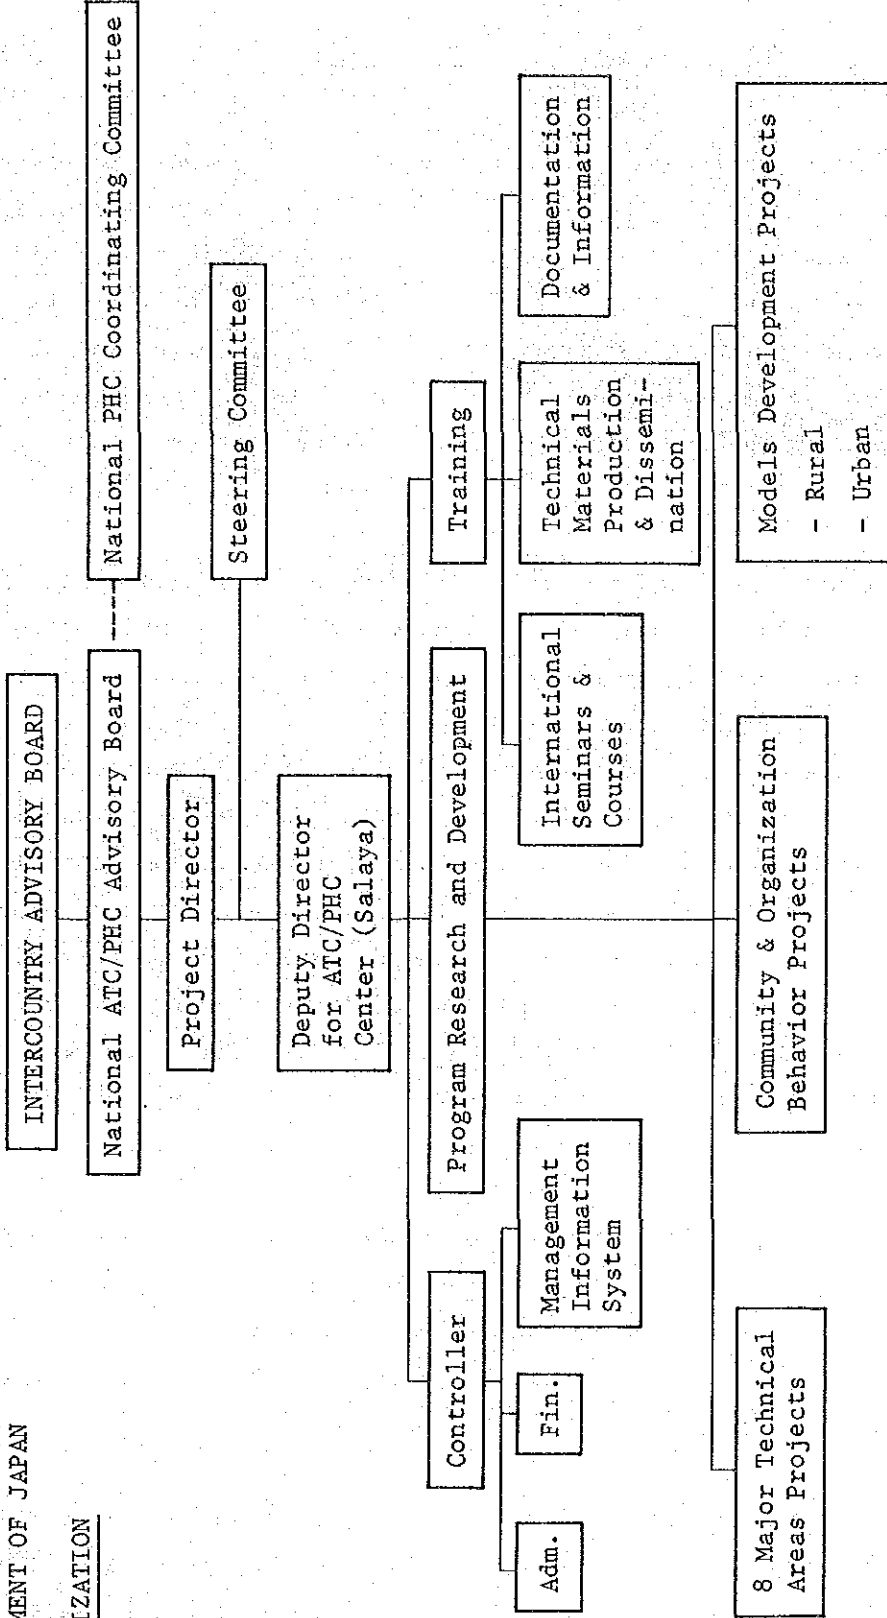 MENT OF JAPAN
IZATION
INTERCOUNTRY ADVISORY BOARD
National ATC/PHC Advisory Board
National PHC Coordinating Committee
Project Director
Steering Committee
Deputy Director
for ATC/PHC
Center (Salaya)
Controller
Program Research and Development
Training
Adm.
Fin.
Management
Information
System
International
Seminars &
Courses
Technical
Materials
Production
& Dissemi-
nation
Documentation
& Information
8 Major Technical
Areas Projects
Community & Organization
Behavior Projects
Models Development Projects
- Rural
- Urban